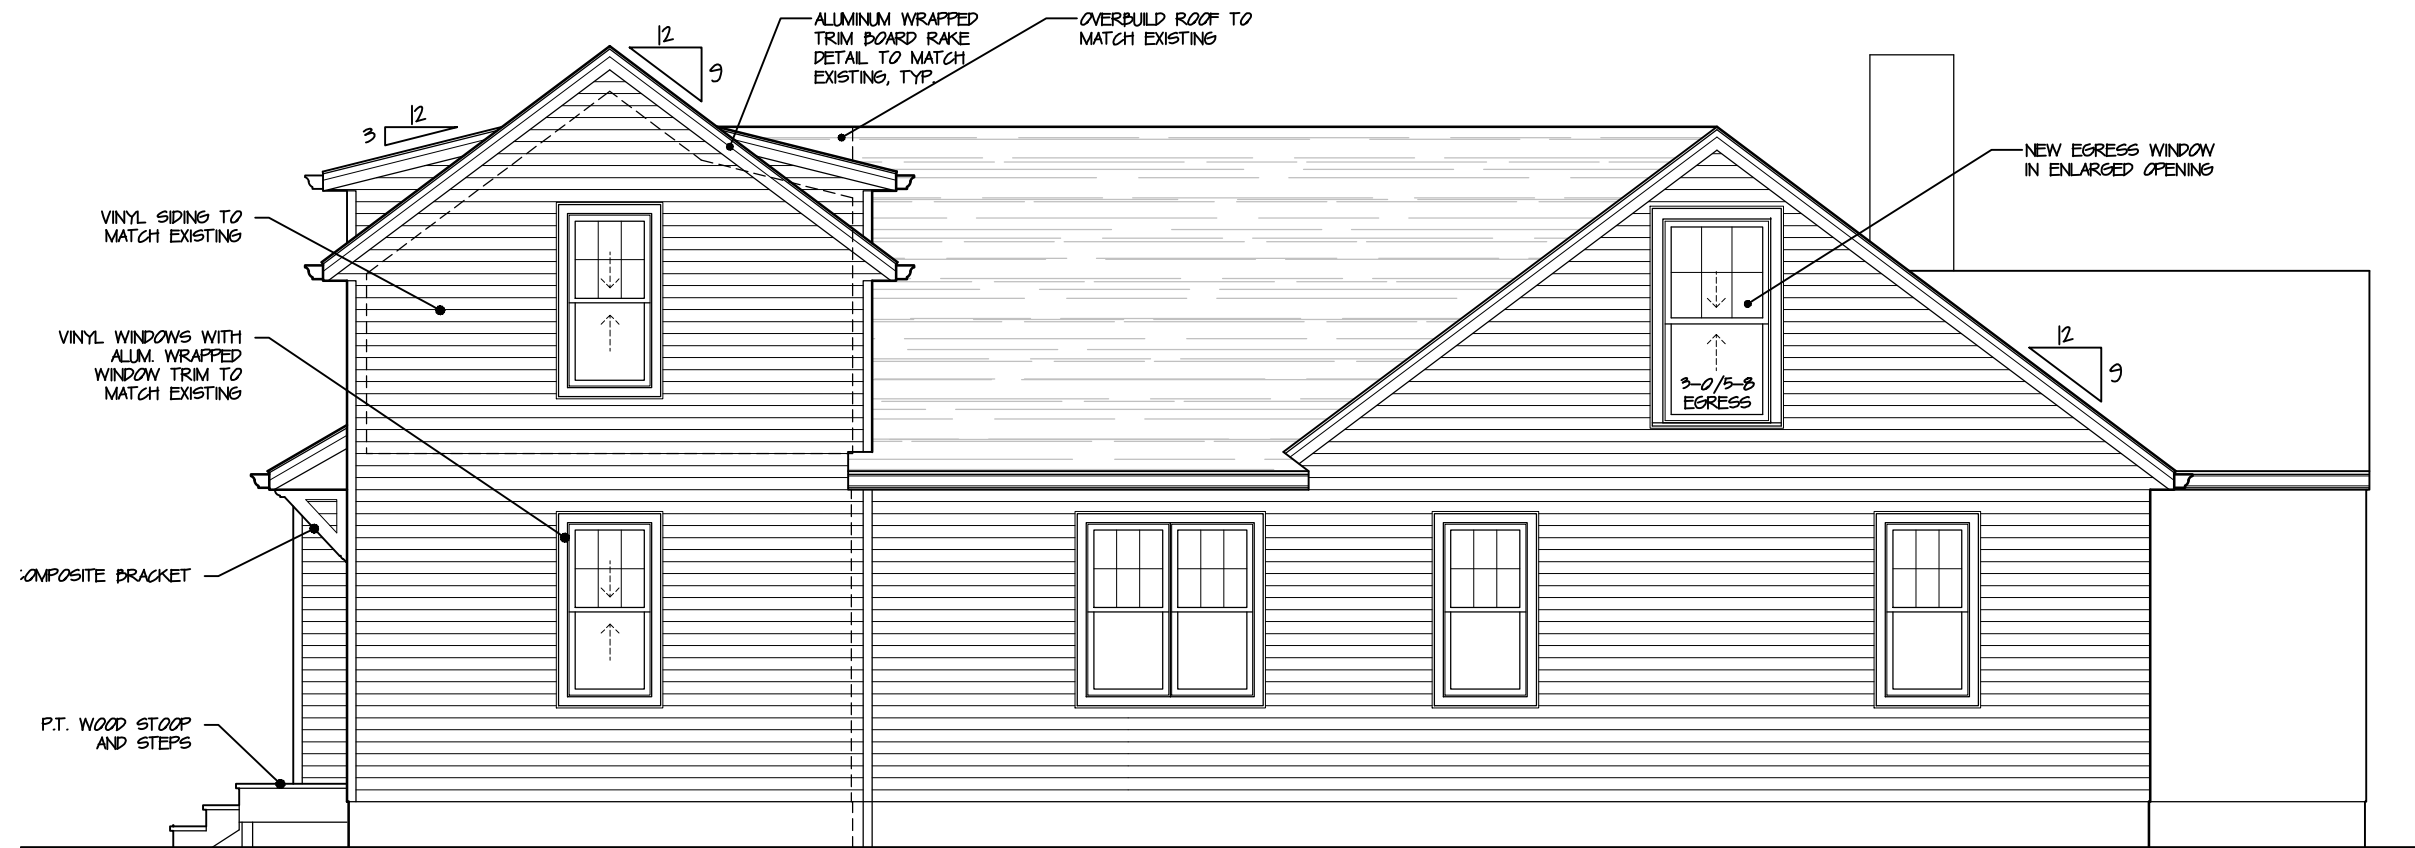 ALUMINUM WRAPPED
TRIM BOARD RAKE
DETAIL TO MATCH
EXISTING, TYP.
OVERBUILD ROOF TO
MATCH EXISTING
12
9
12
3
NEW EGRESS WINDOW
IN ENLARGED OPENING
VINYL SIDING TO
MATCH EXISTING
VINYL WINDOWS WITH
ALUM. WRAPPED
WINDOW TRIM TO
MATCH EXISTING
12
9
3-0/5-8
EGRESS
OMPOSITE BRACKET
P.T. WOOD STOOP
AND STEPS